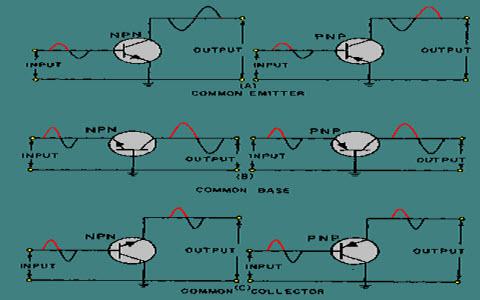 NPN PNP
INPUT OUTPUT INPUT OUTPUT
(A)
COMMON EMITTER
NPN PNP
INPUT OUTPUT INPUT OUTPUT
(B)
COMMON BASE
NPN PNP
INPUT OUTPUT INPUT OUTPUT
(C)
COMMON COLLECTOR